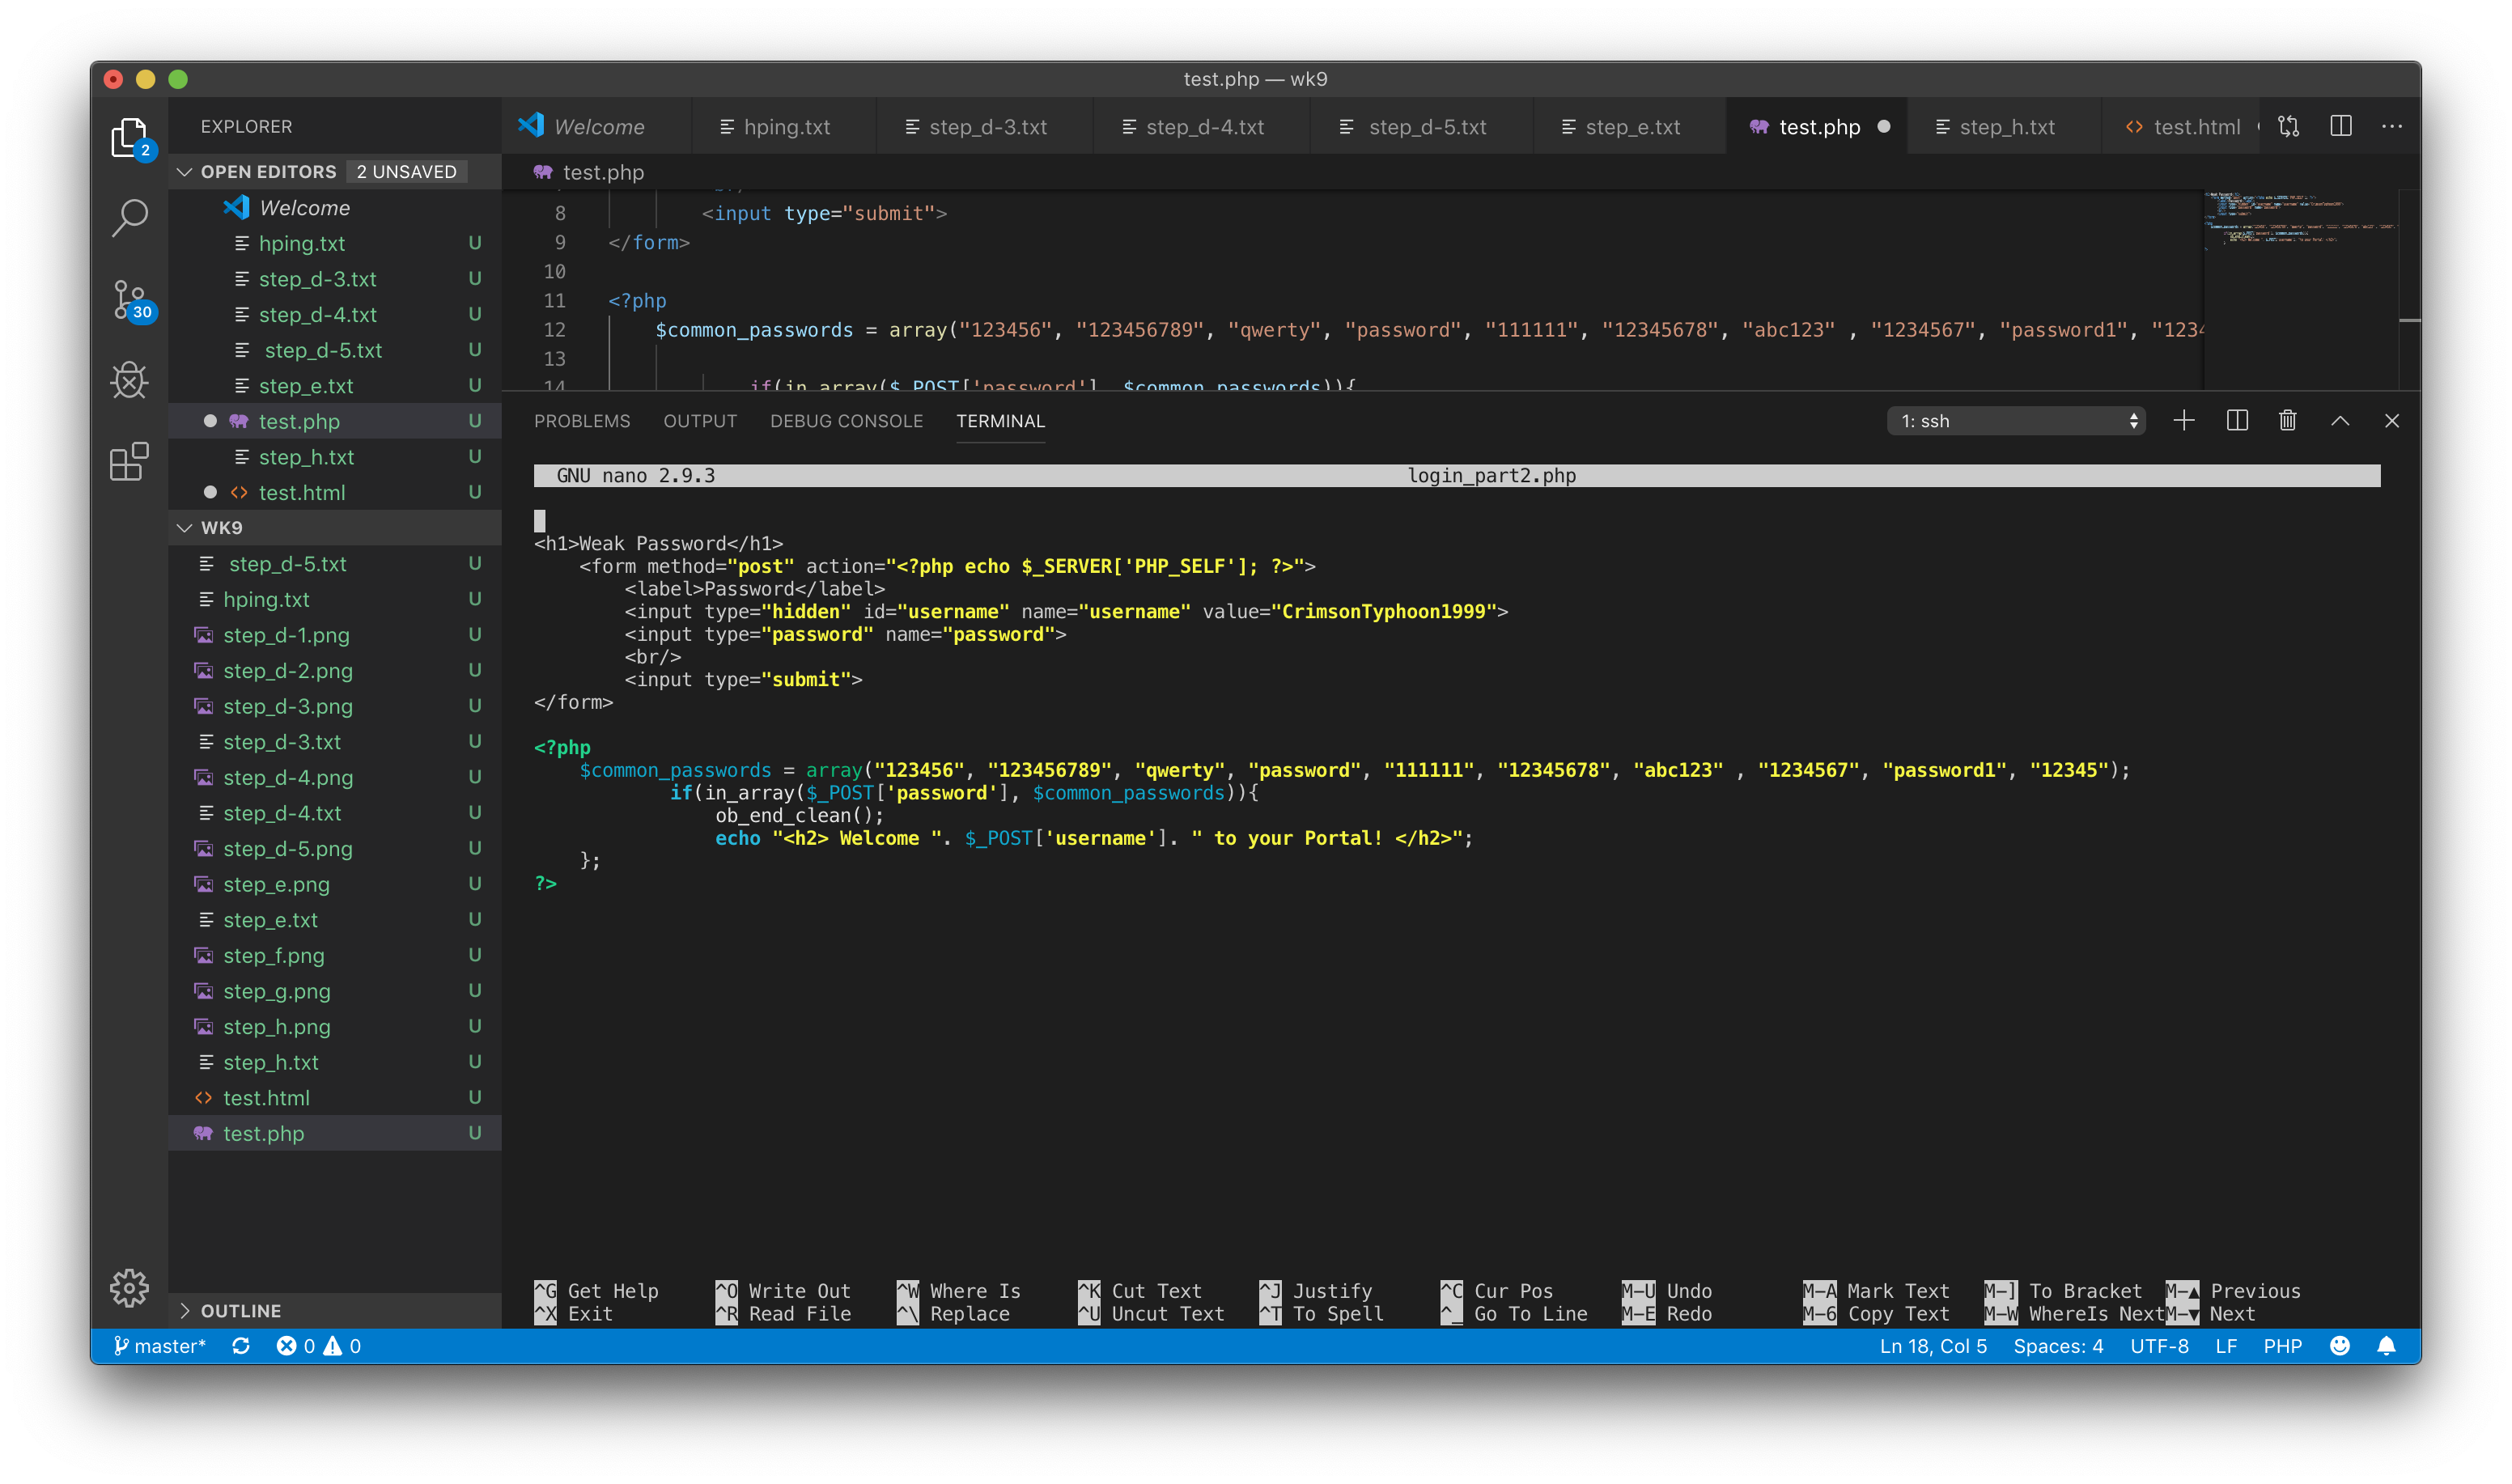 test.php — wk9
EXPLORER
OPEN EDITORS 2 UNSAVED
Welcome
hping.txt U
step_d-3.txt U
step_d-4.txt U
step_d-5.txt U
step_e.txt U
test.php U
step_h.txt U
test.html U
WK9
step_d-5.txt U
hping.txt U
step_d-1.png U
step_d-2.png U
step_d-3.png U
step_d-3.txt U
step_d-4.png U
step_d-4.txt U
step_d-5.png U
step_e.png U
step_e.txt U
step_f.png U
step_g.png U
step_h.png U
step_h.txt U
test.html U
test.php U
OUTLINE
2
30
Welcome hping.txt step_d-3.txt step_d-4.txt step_d-5.txt step_e.txt test.php step_h.txt test.html
test.php
8 <input type="submit">
9 </form>
10
11 <?php
12 $common_passwords = array("123456", "123456789", "qwerty", "password", "111111", "12345678", "abc123" , "1234567", "password1", "1234
13
14 if(in_array($_POST['password'], $common_passwords)){
PROBLEMS OUTPUT DEBUG CONSOLE TERMINAL 1: ssh
GNU nano 2.9.3 login_part2.php
<h1>Weak Password</h1>
<form method="post" action="<?php echo $_SERVER['PHP_SELF']; ?>">
<label>Password</label>
<input type="hidden" id="username" name="username" value="CrimsonTyphoon1999">
<input type="password" name="password">
<br/>
<input type="submit">
</form>
<?php
$common_passwords = array("123456", "123456789", "qwerty", "password", "111111", "12345678", "abc123" , "1234567", "password1", "12345");
if(in_array($_POST['password'], $common_passwords)){
ob_end_clean();
echo "<h2> Welcome ". $_POST['username']. " to your Portal! </h2>";
};
?>
^G Get Help ^O Write Out ^W Where Is ^K Cut Text ^J Justify ^C Cur Pos M-U Undo M-A Mark Text M-] To Bracket M-▲ Previous
^X Exit ^R Read File ^\ Replace ^U Uncut Text ^T To Spell ^_ Go To Line M-E Redo M-6 Copy Text M-W WhereIs Next M-▼ Next
master* 0 0 Ln 18, Col 5 Spaces: 4 UTF-8 LF PHP